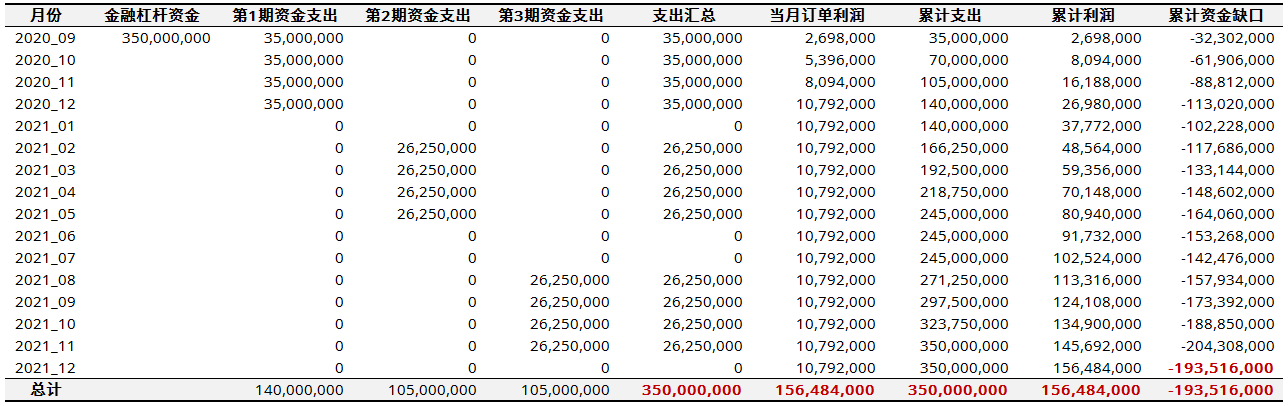 月份 金融杠杆资金 第1期资金支出 第2期资金支出 第3期资金支出 支出汇总 当月订单利润 累计支出 累计利润 累计资金缺口
2020_09 350,000,000 35,000,000 0 0 35,000,000 2,698,000 35,000,000 2,698,000 -32,302,000
2020_10 35,000,000 0 0 35,000,000 5,396,000 70,000,000 8,094,000 -61,906,000
2020_11 35,000,000 0 0 35,000,000 8,094,000 105,000,000 16,188,000 -88,812,000
2020_12 35,000,000 0 0 35,000,000 10,792,000 140,000,000 26,980,000 -113,020,000
2021_01 0 0 0 0 10,792,000 140,000,000 37,772,000 -102,228,000
2021_02 0 26,250,000 0 26,250,000 10,792,000 166,250,000 48,564,000 -117,686,000
2021_03 0 26,250,000 0 26,250,000 10,792,000 192,500,000 59,356,000 -133,144,000
2021_04 0 26,250,000 0 26,250,000 10,792,000 218,750,000 70,148,000 -148,602,000
2021_05 0 26,250,000 0 26,250,000 10,792,000 245,000,000 80,940,000 -164,060,000
2021_06 0 0 0 0 10,792,000 245,000,000 91,732,000 -153,268,000
2021_07 0 0 0 0 10,792,000 245,000,000 102,524,000 -142,476,000
2021_08 0 0 26,250,000 26,250,000 10,792,000 271,250,000 113,316,000 -157,934,000
2021_09 0 0 26,250,000 26,250,000 10,792,000 297,500,000 124,108,000 -173,392,000
2021_10 0 0 26,250,000 26,250,000 10,792,000 323,750,000 134,900,000 -188,850,000
2021_11 0 0 26,250,000 26,250,000 10,792,000 350,000,000 145,692,000 -204,308,000
2021_12 0 0 0 0 10,792,000 350,000,000 156,484,000 -193,516,000
总计 140,000,000 105,000,000 105,000,000 350,000,000 156,484,000 350,000,000 156,484,000 -193,516,000